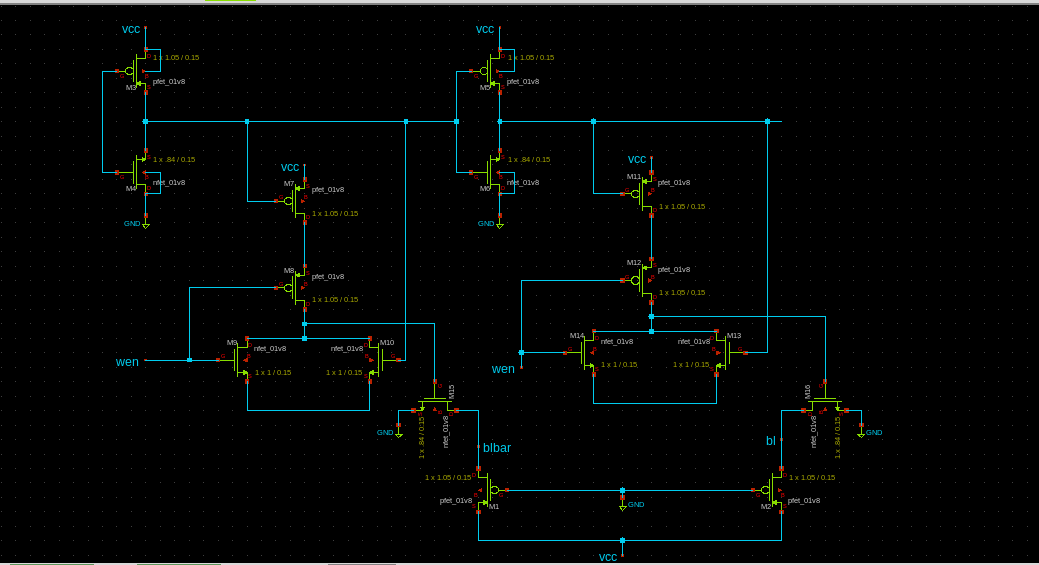 vcc
vcc
1 x 1.05 / 0.15
1 x 1.05 / 0.15
pfet_01v8
pfet_01v8
M3
M5
1 x .84 / 0.15
1 x .84 / 0.15
vcc
vcc
M11
M7
pfet_01v8
pfet_01v8
nfet_01v8
nfet_01v8
M4
M6
1 x 1.05 / 0.15
1 x 1.05 / 0.15
GND
GND
M12
pfet_01v8
M8
pfet_01v8
1 x 1.05 / 0.15
1 x 1.05 / 0.15
M14
M13
nfet_01v8
nfet_01v8
M9
M10
nfet_01v8
nfet_01v8
wen
1 x 1 / 0.15
1 x 1 / 0.15
wen
1 x 1 / 0.15
1 x 1 / 0.15
M15
M16
GND
GND
nfet_01v8
nfet_01v8
1 x .84 / 0.15
1 x .84 / 0.15
blbar
bl
1 x 1.05 / 0.15
1 x 1.05 / 0.15
pfet_01v8
pfet_01v8
M1
M2
GND
vcc